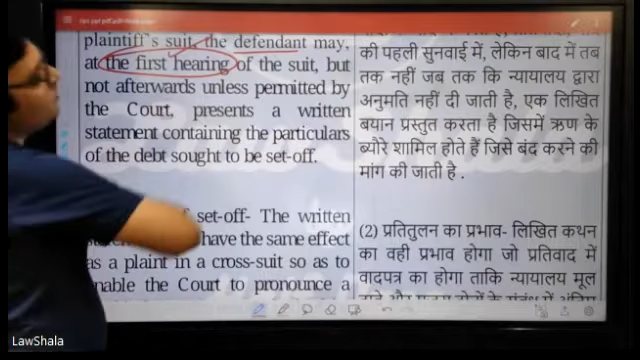 plaintiff's suit, the defendant may,
at the first hearing of the suit, but
not afterwards unless permitted by
the Court, presents a written
statement containing the particulars
of the debt sought to be set-off.
set-off- The written
have the same effect
as a plaint in a cross-suit so as to
enable the Court to pronounce a
की पहली सुनवाई में, लेकिन बाद में तब
तक नहीं जब तक कि न्यायालय द्वारा
अनुमति नहीं दी जाती है, एक लिखित
बयान प्रस्तुत करता है जिसमें ऋण के
ब्योरे शामिल होते हैं जिसे बंद करने की
मांग की जाती है .
(2) प्रतितुलन का प्रभाव- लिखित कथन
का वही प्रभाव होगा जो प्रतिवाद में
वादपत्र का होगा ताकि न्यायालय मूल
LawShala